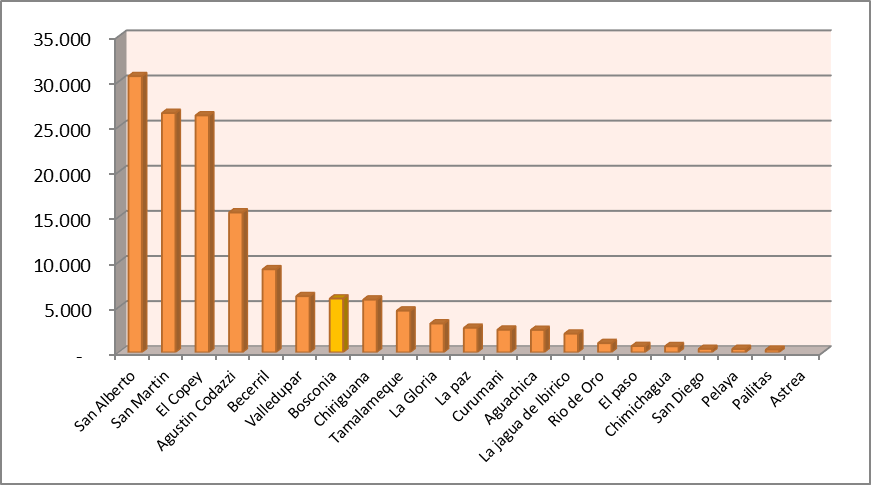 35.000
30.000
25.000
20.000
15.000
10.000
5.000
-
San Alberto
San Martin
El Copey
Agustin Codazzi
Becerril
Valledupar
Bosconia
Chiriguana
Tamalameque
La Gloria
La paz
Curumani
Aguachica
La jagua de Ibirico
Rio de Oro
El paso
Chimichagua
San Diego
Pelaya
Pailitas
Astrea